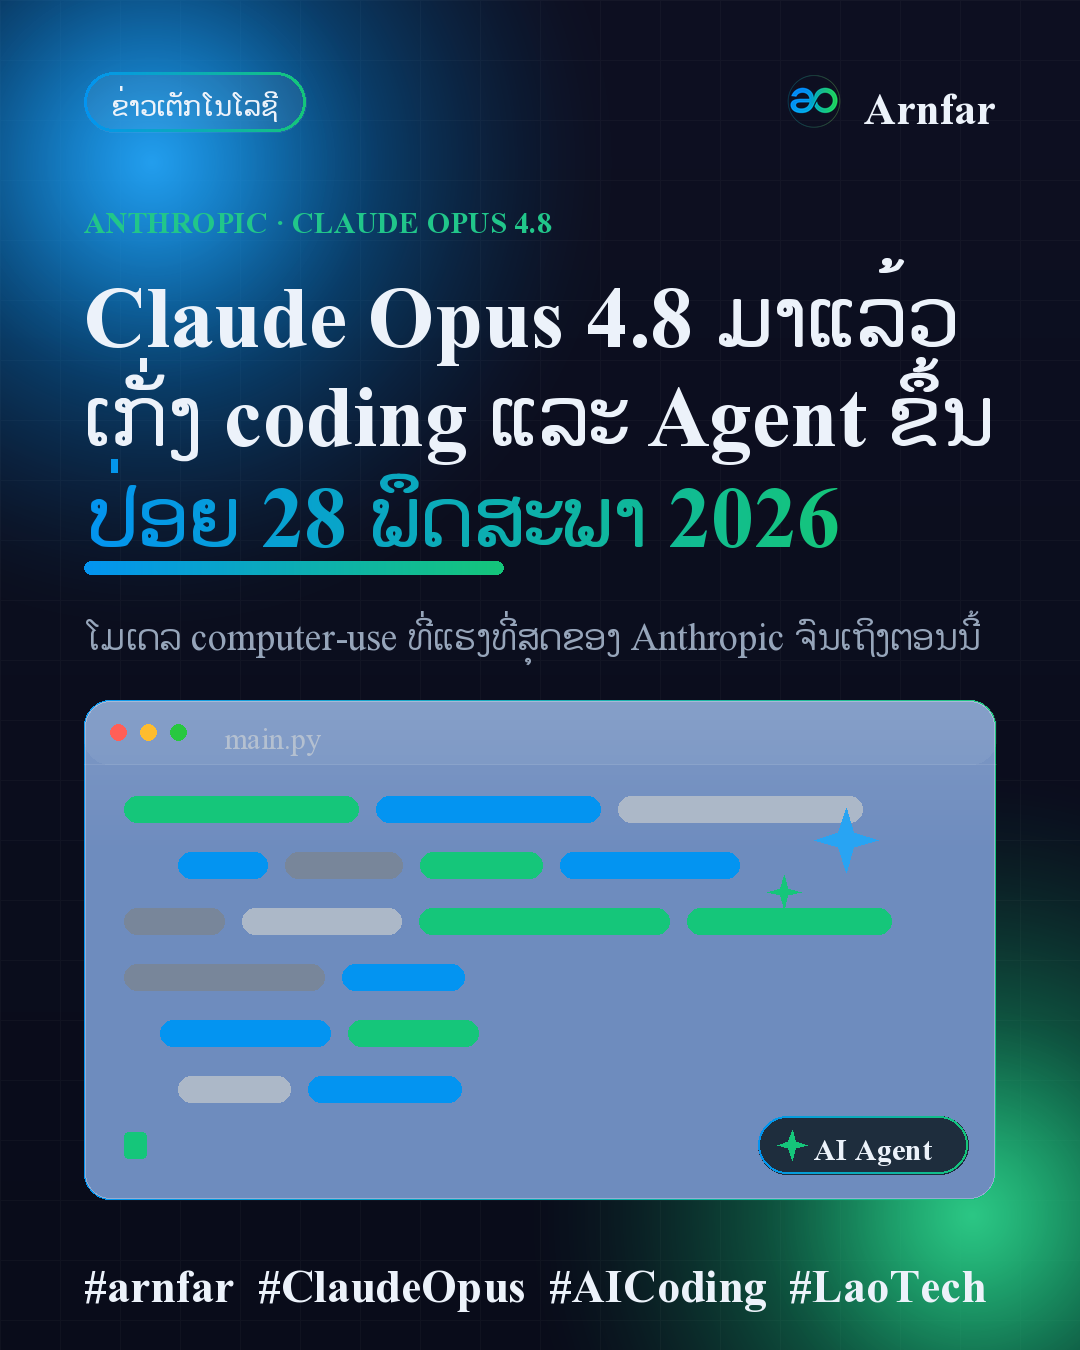 ຂ່າວເຕັກໂນໂລຊີ
Arnfar
ANTHROPIC · CLAUDE OPUS 4.8
Claude Opus 4.8 ມາແລ້ວ
ເກັ່ງ coding ແລະ Agent ຂຶ້ນ
ປ່ອຍ 28 ພຶດສະພາ 2026
ໂມເດລ computer-use ທີ່ແຮງທີ່ສຸດຂອງ Anthropic ຈົນເຖິງຕອນນີ້
main.py
AI Agent
#arnfar #ClaudeOpus #AICoding #LaoTech